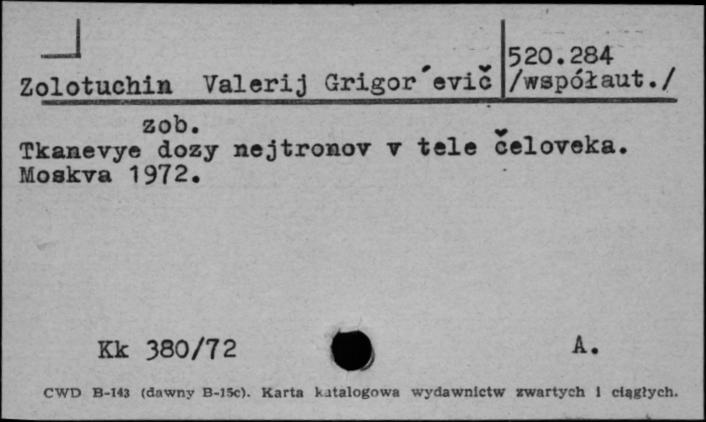 520.284
Zolotuchin Valerij Grigor´evič /współaut./
zob.
Tkanevye dozy nejtronov v tele čeloveka.
Moskva 1972.
Kk 380/72 A.
CWD B-143 (dawny B-15c). Karta katalogowa wydawnictw zwartych i ciągłych.